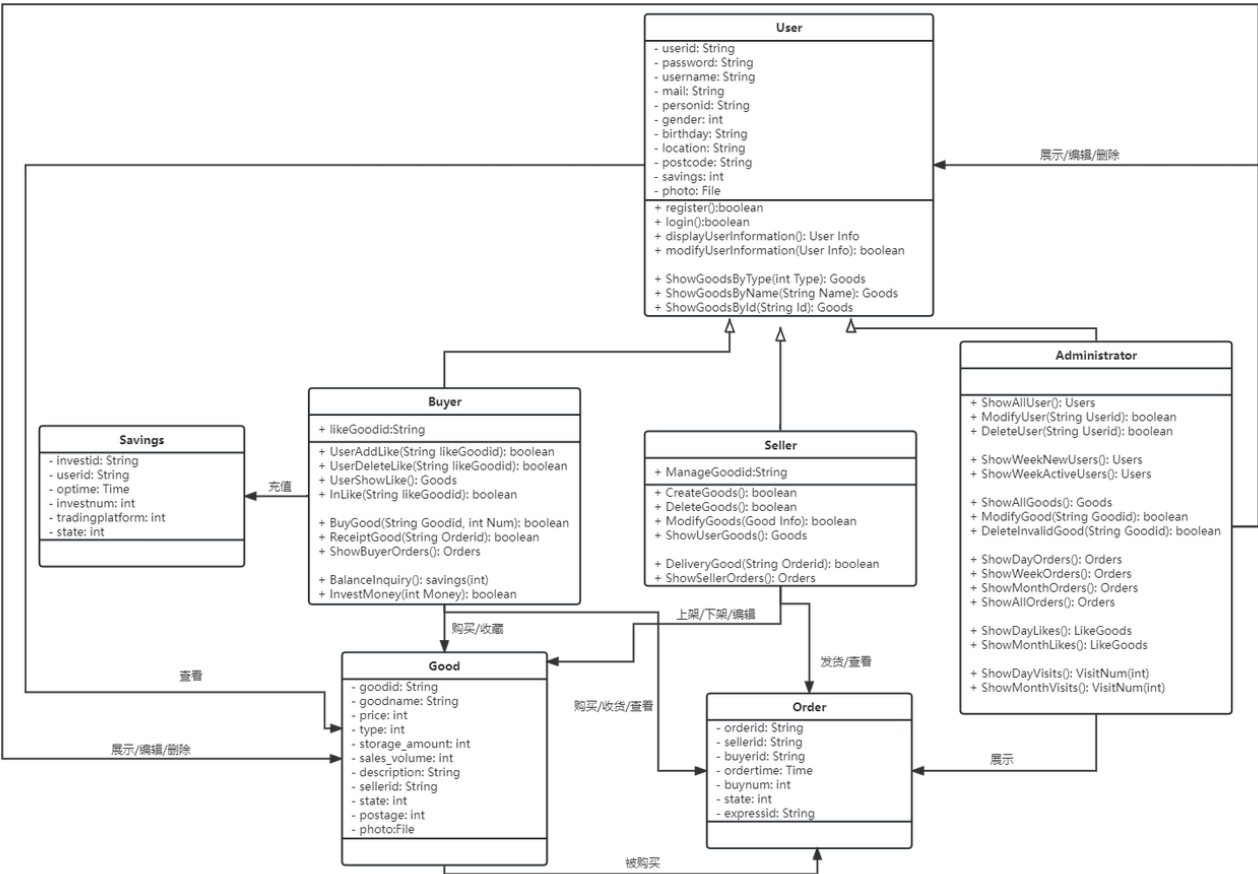 User
- userid: String
- password: String
- username: String
- mail: String
- personid: String
- gender: int
- birthday: String
- location: String
- postcode: String
- savings: int
- photo: File
+ register():boolean
+ login():boolean
+ displayUserInformation(): User Info
+ modifyUserInformation(User Info): boolean
+ ShowGoodsByType(int Type): Goods
+ ShowGoodsByName(String Name): Goods
+ ShowGoodsById(String Id): Goods
展示/编辑/删除
Administrator
+ ShowAllUser(): Users
+ ModifyUser(String Userid): boolean
+ DeleteUser(String Userid): boolean
+ ShowWeekNewUsers(): Users
+ ShowWeekActiveUsers(): Users
+ ShowAllGoods(): Goods
+ ModifyGood(String Goodid): boolean
+ DeleteInvalidGood(String Goodid): boolean
+ ShowDayOrders(): Orders
+ ShowWeekOrders(): Orders
+ ShowMonthOrders(): Orders
+ ShowAllOrders(): Orders
+ ShowDayLikes(): LikeGoods
+ ShowMonthLikes(): LikeGoods
+ ShowDayVisits(): VisitNum(int)
+ ShowMonthVisits(): VisitNum(int)
Buyer
+ likeGoodid:String
+ UserAddLike(String likeGoodid): boolean
+ UserDeleteLike(String likeGoodid): boolean
+ UserShowLike(): Goods
+ InLike(String likeGoodid): boolean
+ BuyGood(String Goodid, int Num): boolean
+ ReceiptGood(String Orderid): boolean
+ ShowBuyerOrders(): Orders
+ BalanceInquiry(): savings(int)
+ InvestMoney(int Money): boolean
Savings
- investid: String
- userid: String
- optime: Time
- investnum: int
- tradingplatform: int
- state: int
充值
Seller
+ ManageGoodid:String
+ CreateGoods(): boolean
+ DeleteGoods(): boolean
+ ModifyGoods(Good Info): boolean
+ ShowUserGoods(): Goods
+ DeliveryGood(String Orderid): boolean
+ ShowSellerOrders(): Orders
购买/收藏
上架/下架/编辑
发货/查看
查看
购买/收货/查看
展示/编辑/删除
展示
Good
- goodid: String
- goodname: String
- price: int
- type: int
- storage_amount: int
- sales_volume: int
- description: String
- sellerid: String
- state: int
- postage: int
- photo:File
Order
- orderid: String
- sellerid: String
- buyerid: String
- ordertime: Time
- buynum: int
- state: int
- expressid: String
被购买